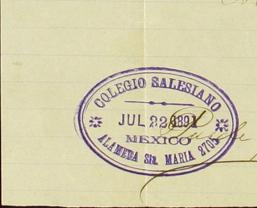 COLEGIO SALESIANO
JUL 22 1891
MEXICO
ALAMEDA Sta. MARIA 2705